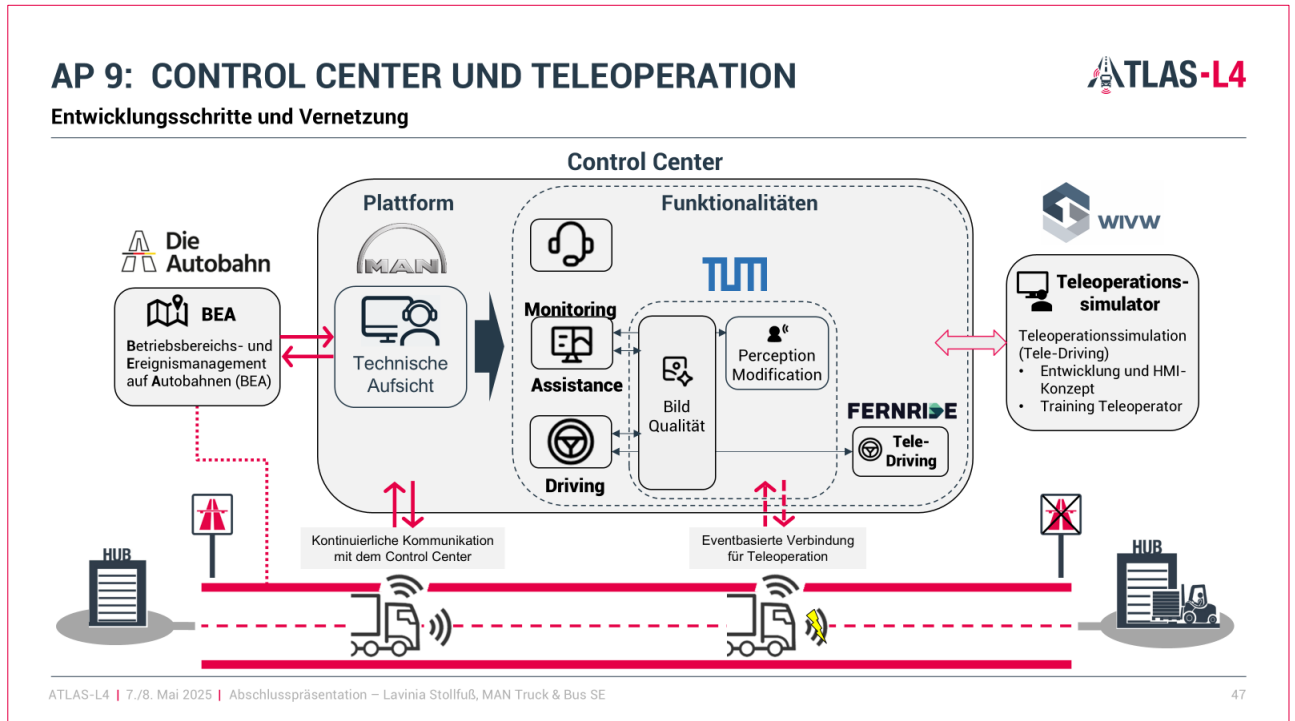 AP 9: CONTROL CENTER UND TELEOPERATION
ATLAS-L4
Entwicklungsschritte und Vernetzung
Control Center
Plattform
Funktionalitäten
MAN
TUM
WIVW
Die
Autobahn
BEA
Betriebsbereichs- und
Ereignismanagement
auf Autobahnen (BEA)
Technische
Aufsicht
Monitoring
Assistance
Driving
Bild
Qualität
Perception
Modification
FERNRIDE
Tele-
Driving
Teleoperations-
simulator
Teleoperationssimulation
(Tele-Driving)
• Entwicklung und HMI-
Konzept
• Training Teleoperator
Kontinuierliche Kommunikation
mit dem Control Center
Eventbasierte Verbindung
für Teleoperation
HUB
HUB
ATLAS-L4 | 7./8. Mai 2025 | Abschlusspräsentation – Lavinia Stollfuß, MAN Truck & Bus SE
47